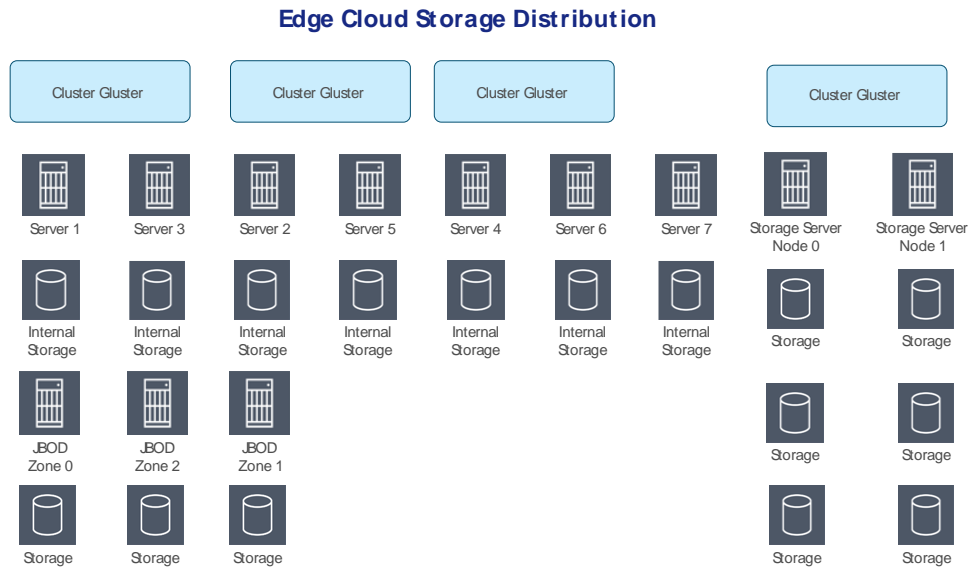 Edge Cloud Storage Distribution
Cluster Gluster
Cluster Gluster
Cluster Gluster
Cluster Gluster
Server 1
Server 3
Server 2
Server 5
Server 4
Server 6
Server 7
Storage Server
Node 0
Storage Server
Node 1
Internal
Storage
Internal
Storage
Internal
Storage
Internal
Storage
Internal
Storage
Internal
Storage
Internal
Storage
Storage
Storage
JBOD
Zone 0
JBOD
Zone 2
JBOD
Zone 1
Storage
Storage
Storage
Storage
Storage
Storage
Storage